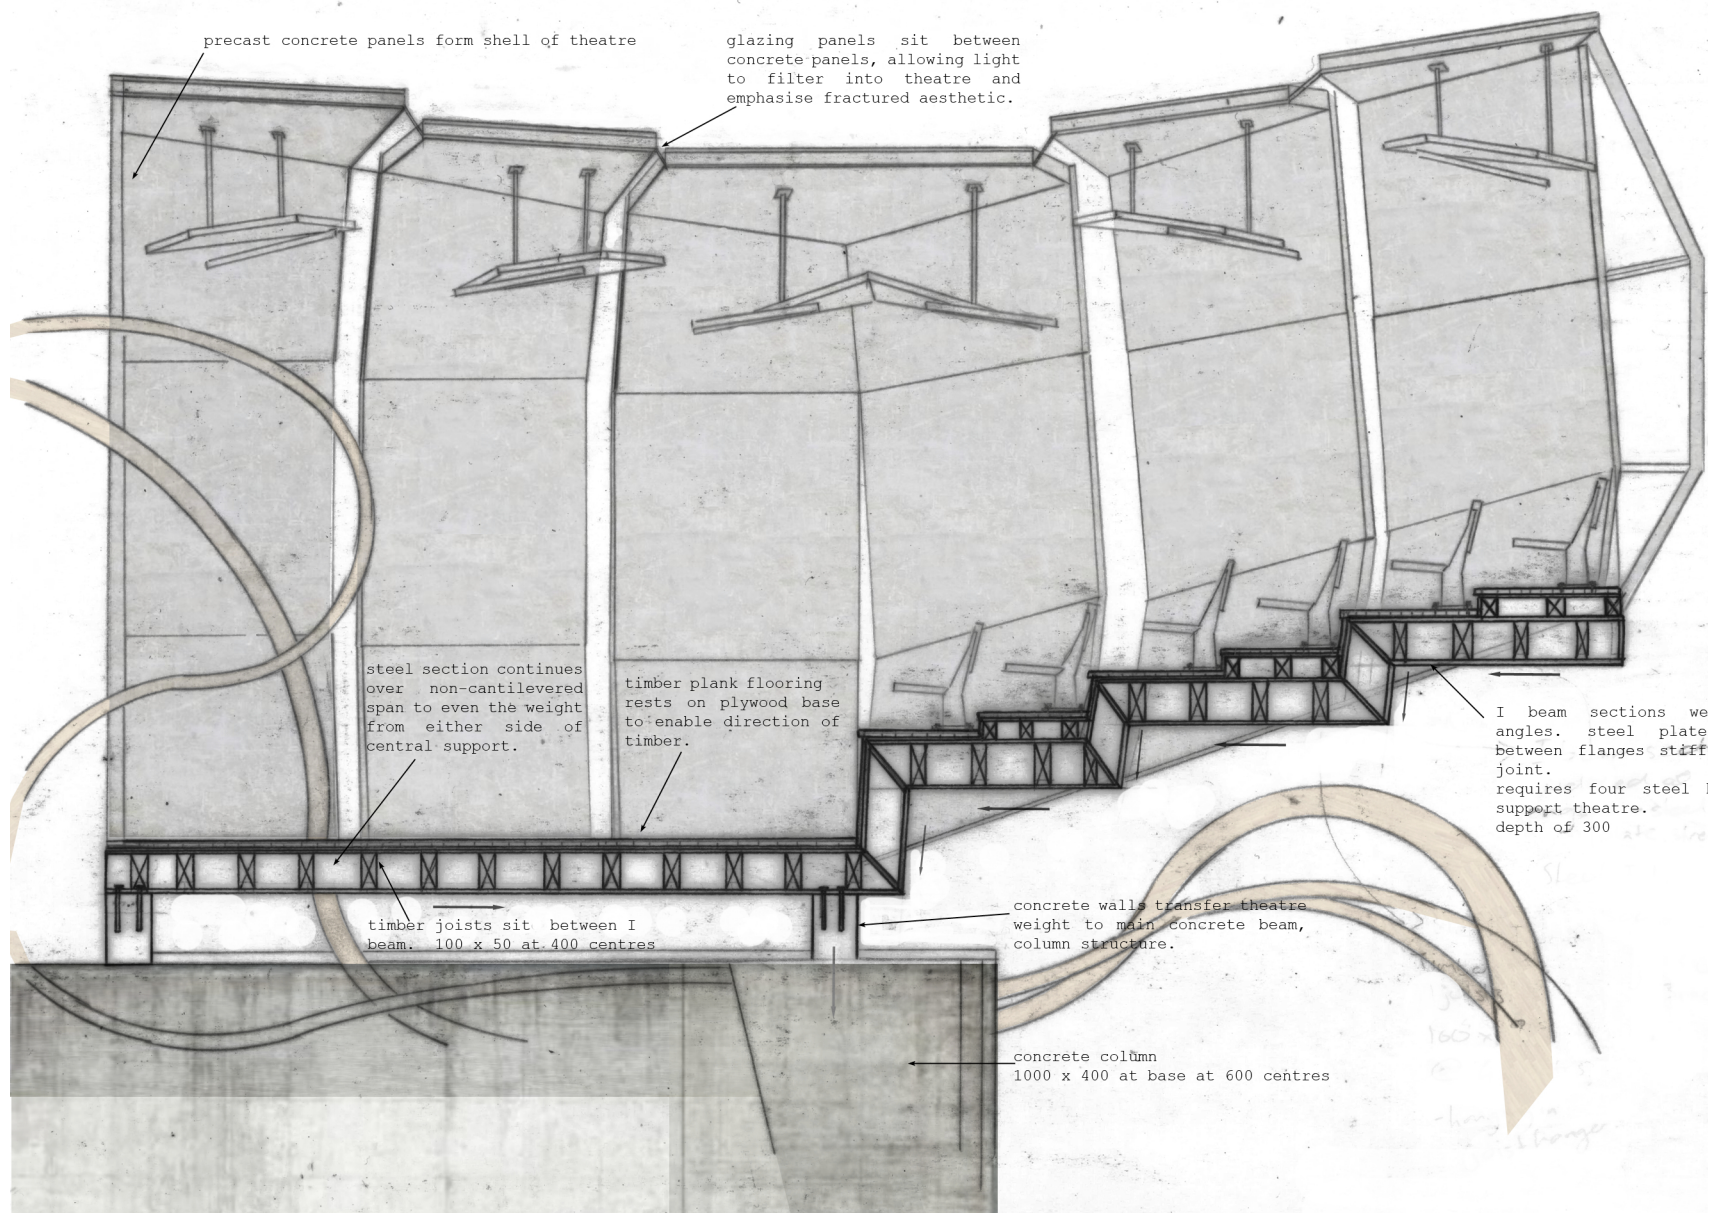 precast concrete panels form shell of theatre
glazing panels sit between
concrete panels, allowing light
to filter into theatre and
emphasise fractured aesthetic.
steel section continues
over non-cantilevered
span to even the weight
from either side of
central support.
timber plank flooring
rests on plywood base
to enable direction of
timber.
I beam sections we
angles. steel plate
between flanges stiff
joint.
requires four steel
support theatre.
depth of 300
timber joists sit between I
beam. 100 x 50 at 400 centres
concrete walls transfer theatre
weight to main concrete beam,
column structure.
concrete column
1000 x 400 at base at 600 centres